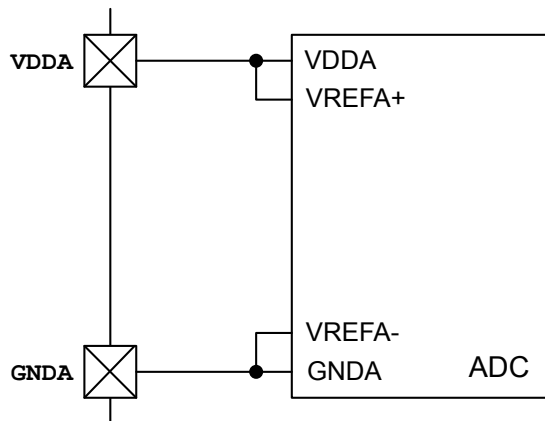 VDDA
VDDA
VREFA+
VREFA-
GNDA
GNDA
ADC